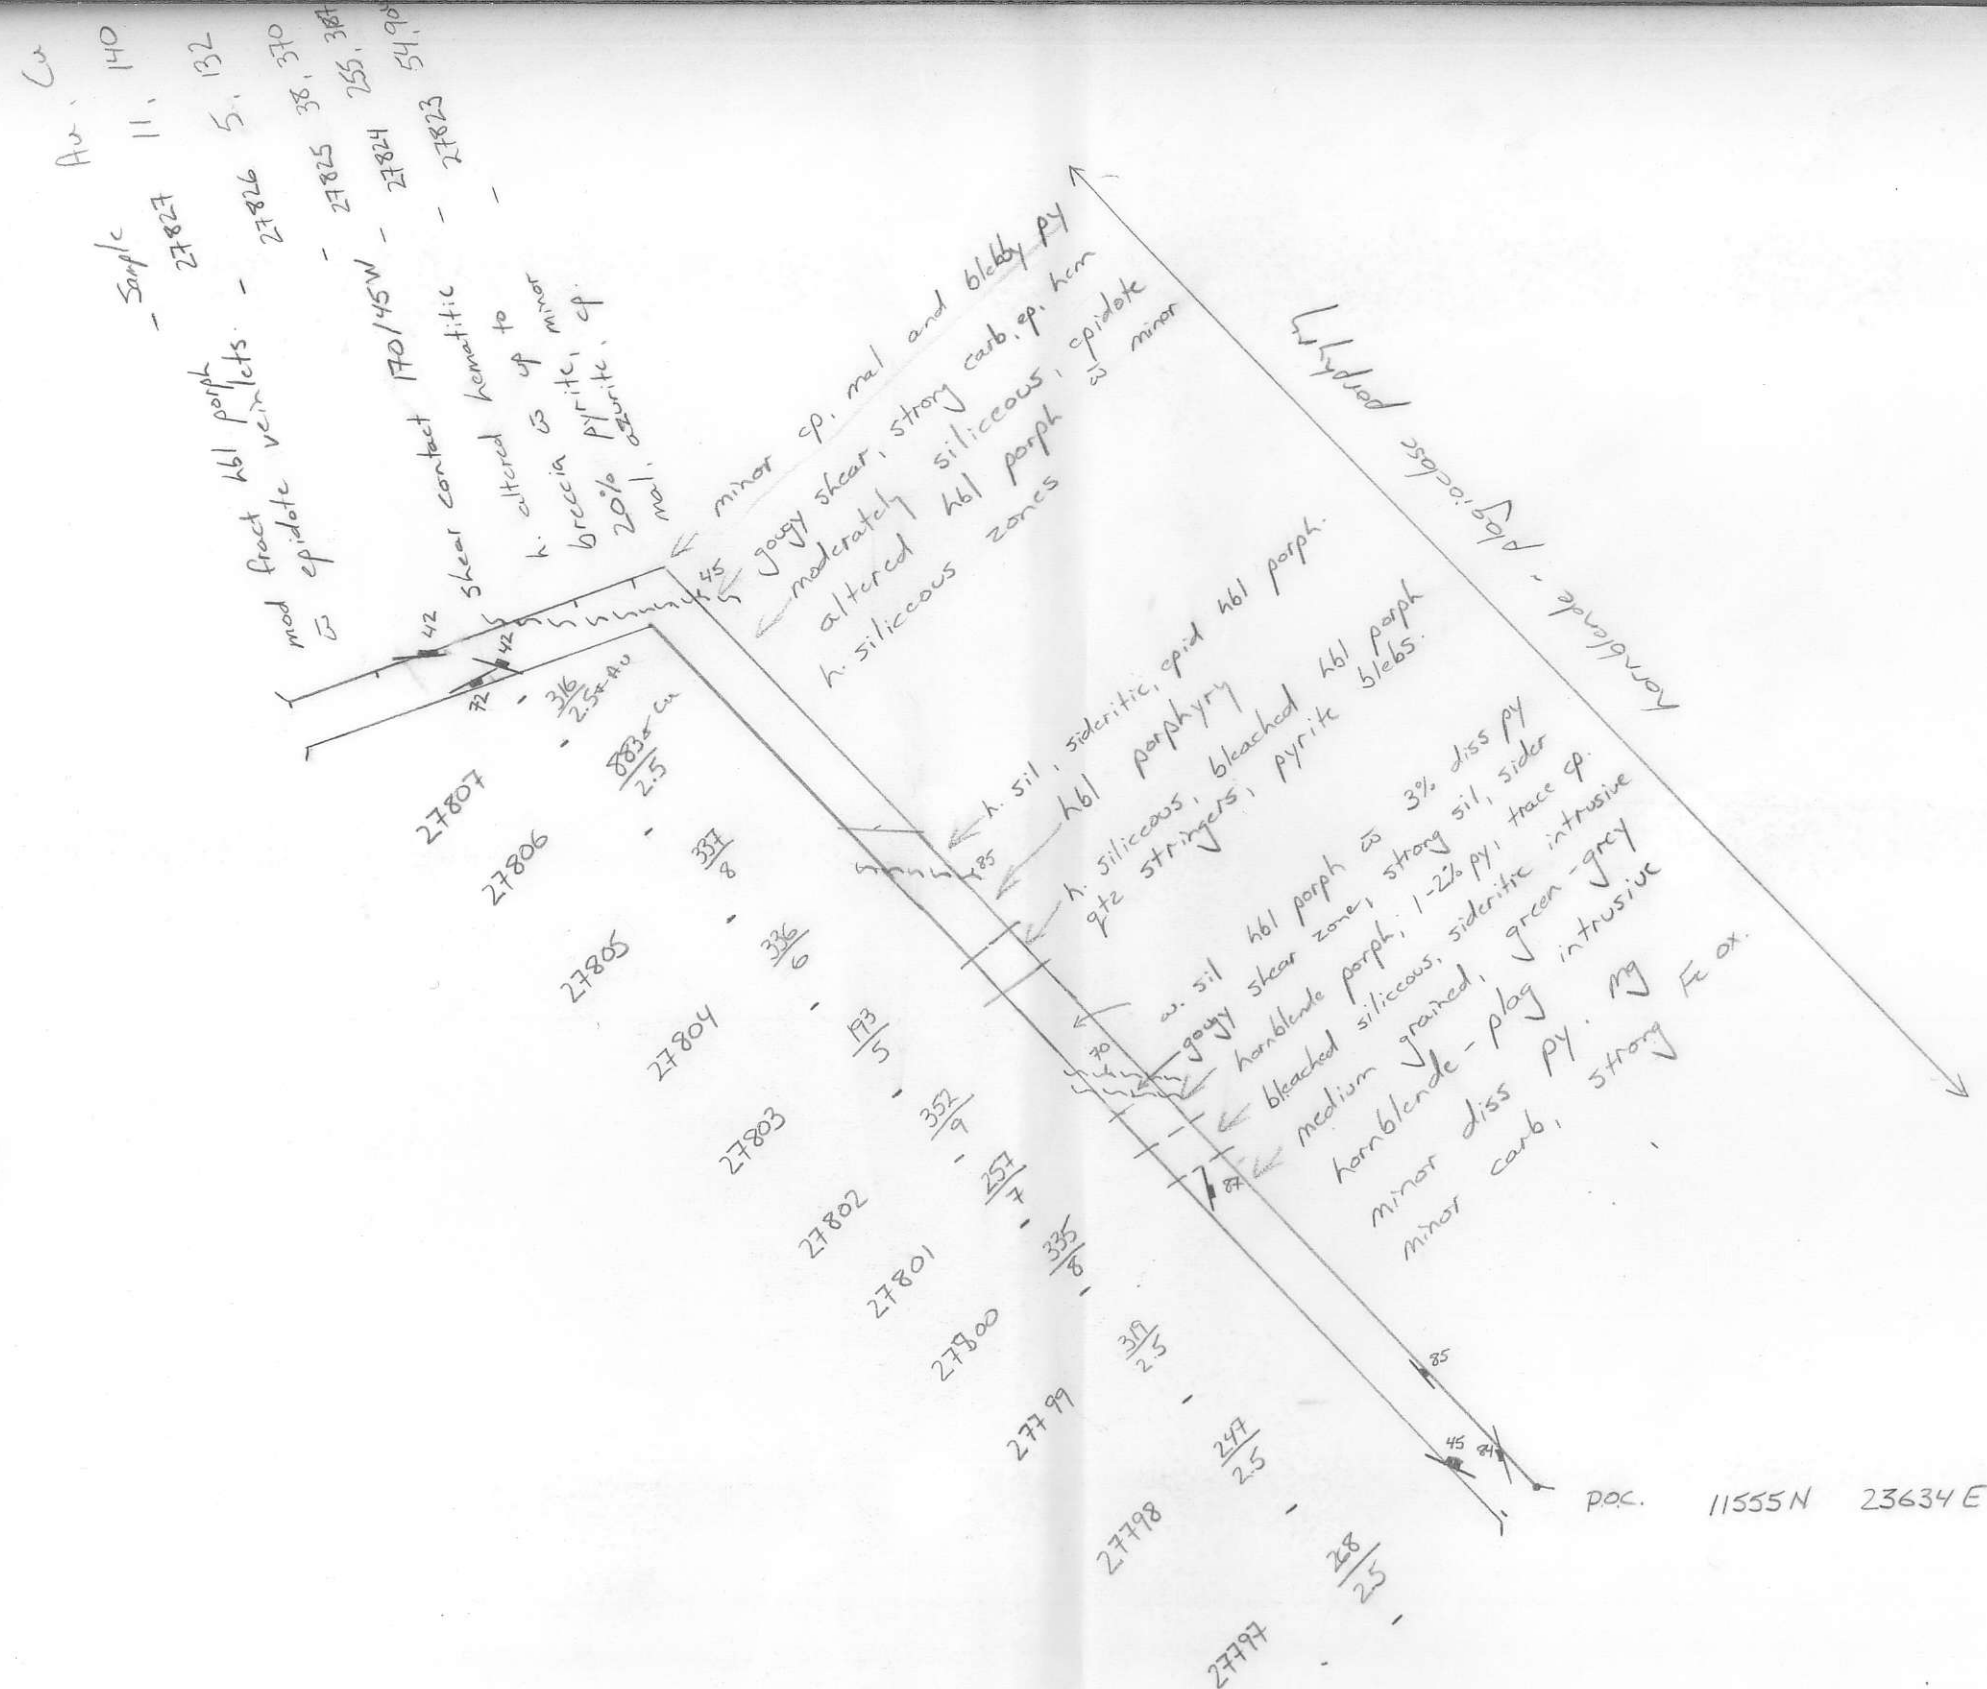 Au, Cu
- Sample
27827 11, 140
mod fract hbl porph - 27826 5, 132
w̄ epidote veinlets. - 27825 38, 370
shear contact 170/45W - 27824 255,
h. altered hematitic - 27823
breccia w̄ cp to
20% pyrite, minor
mal, azurite, cp.
42
42
72
45
minor cp, mal and blebby py
gougy shear, strong carb, ep, hem
moderately siliceous, epidote
altered hbl porph w̄ minor
h. siliceous zones
hornblende - plagioclase porphyry
h. sil, sideritic, epid hbl porph.
hbl porphyry
h. siliceous, bleached hbl porph
qtz stringers, pyrite blebs.
85
w. sil hbl porph w̄ 3% diss py
gougy shear zone, strong sil, sider
hornblende porph, 1-2% py, trace cp.
bleached siliceous, sideritic intrusive
medium grained, green-grey
hornblende - plag intrusive
minor diss py. mg
minor carb, strong Fe ox.
70
87
85
45
84
P.O.C. 11555N 23634E
316
2.5 Au
27807
8835 Cu
2.5
27806
337
8
27805
336
6
27804
193
5
27803
352
9
27802
257
7
27801
335
8
27800
319
2.5
27799
247
2.5
27798
268
2.5
27797